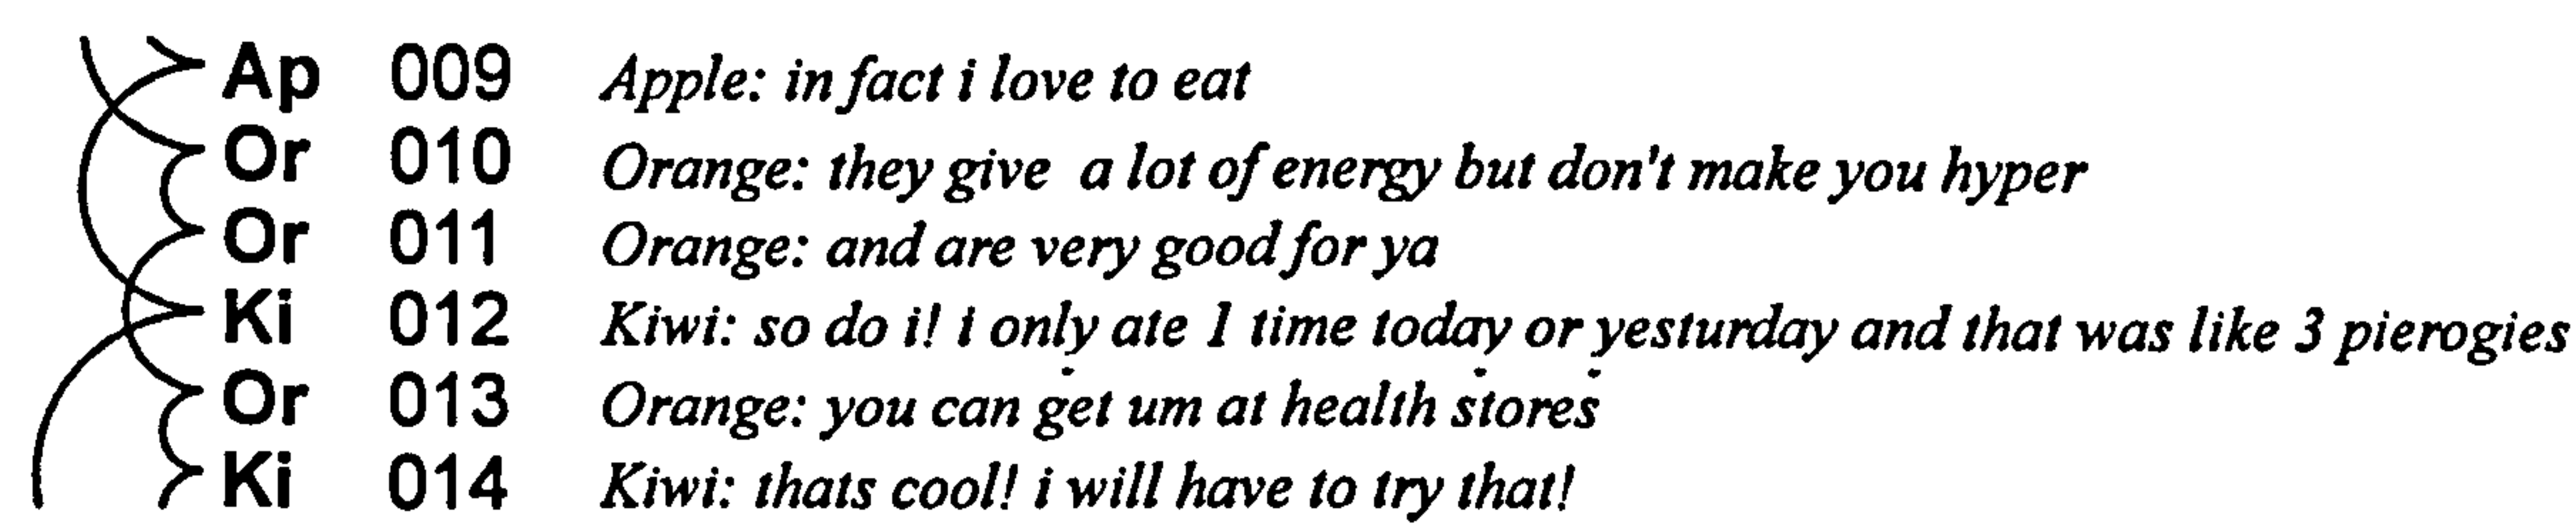 Ap 009 Apple: in fact i love to eat
Or 010 Orange: they give a lot of energy but don't make you hyper
Or 011 Orange: and are very good for ya
Ki 012 Kiwi: so do i! i only ate 1 time today or yesturday and that was like 3 pierogies
Or 013 Orange: you can get um at health stores
Ki 014 Kiwi: thats cool! i will have to try that!